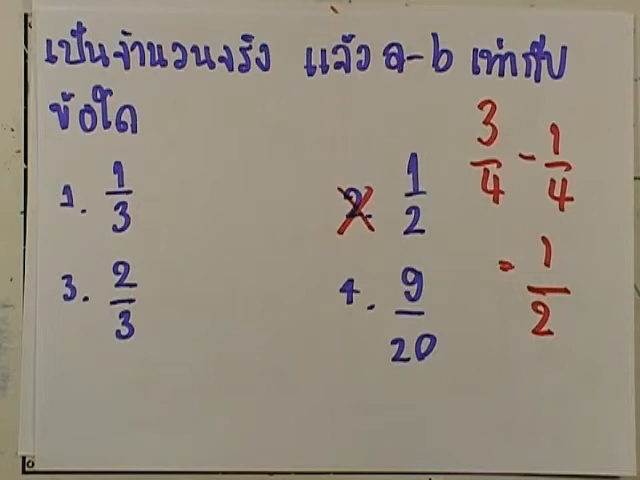 เป็นจำนวนจริง แล้ว a-b เท่ากับ
ข้อใด
1. 1/3
2. 1/2
3. 2/3
4. 9/20
3/4 - 1/4
= 1/2